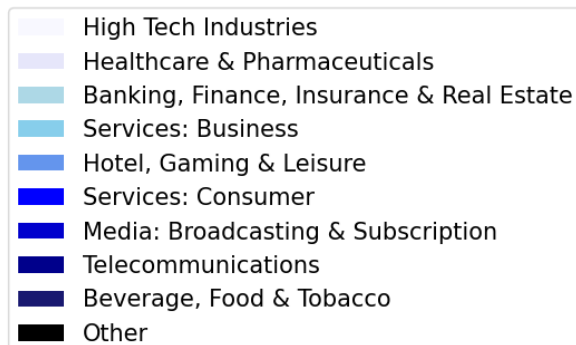 High Tech Industries
Healthcare & Pharmaceuticals
Banking, Finance, Insurance & Real Estate
Services: Business
Hotel, Gaming & Leisure
Services: Consumer
Media: Broadcasting & Subscription
Telecommunications
Beverage, Food & Tobacco
Other